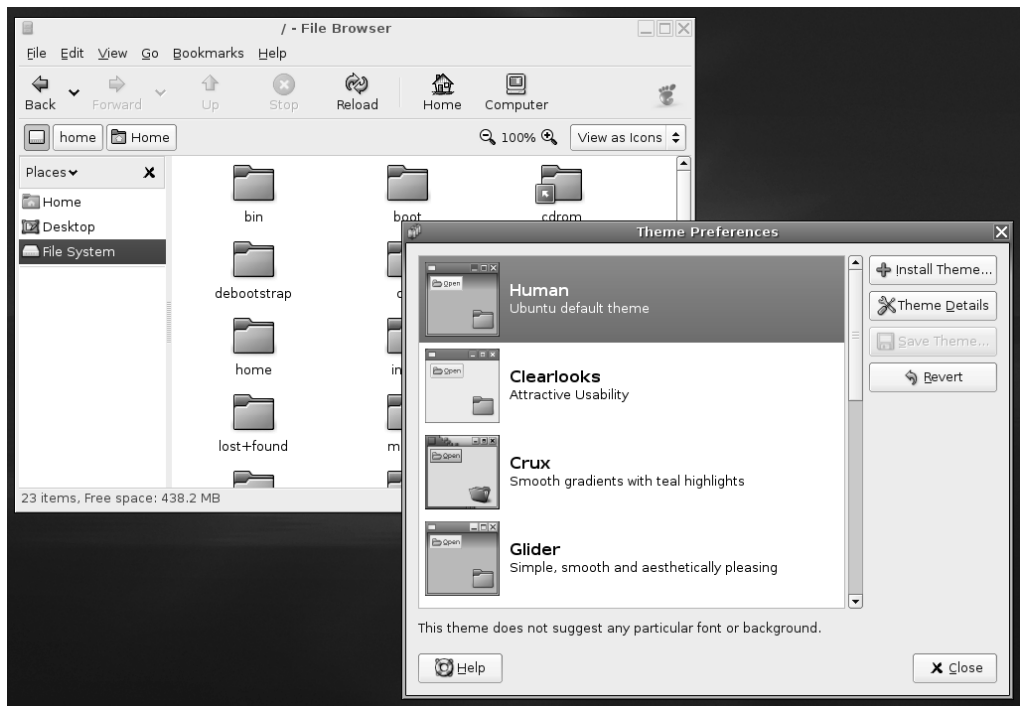 / - File Browser
File Edit View Go Bookmarks Help
Back Forward Up Stop Reload Home Computer
home Home 100% View as Icons
Places
Home
Desktop
File System
bin boot cdrom
debootstrap
home
lost+found
23 items, Free space: 438.2 MB
Theme Preferences
Open
Human
Ubuntu default theme
Open
Clearlooks
Attractive Usability
Open
Crux
Smooth gradients with teal highlights
Open
Glider
Simple, smooth and aesthetically pleasing
Install Theme...
Theme Details
Save Theme...
Revert
This theme does not suggest any particular font or background.
Help Close